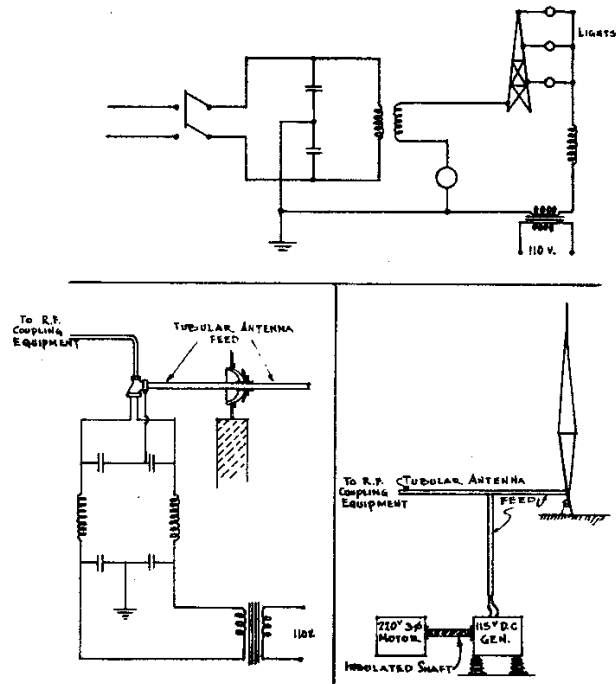 LIGHTS
110 V.
TO R.F.
COUPLING
EQUIPMENT
TUBULAR ANTENNA
FEED
110V.
TO R.F.
COUPLING
EQUIPMENT
TUBULAR ANTENNA
FEED
220V 3φ
MOTOR
115V D.C
GEN.
INSULATED SHAFT